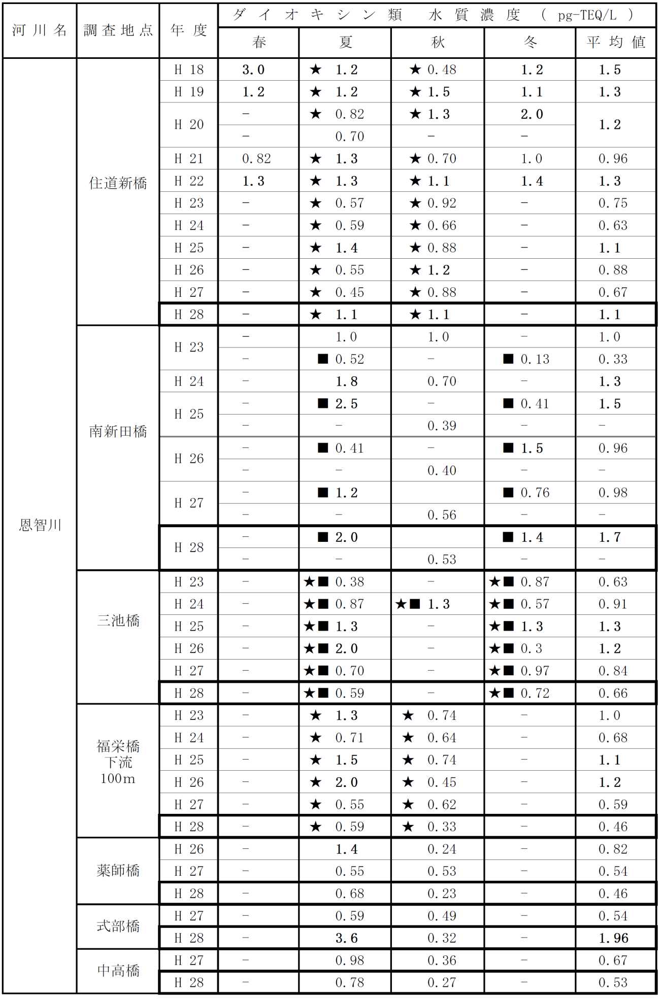 河川名 調査地点 年度 ダイオキシン類 水質濃度 ( pg-TEQ/L )
春 夏 秋 冬 平均値
恩智川
住道新橋
H 18 3.0 ★ 1.2 ★ 0.48 1.2 1.5
H 19 1.2 ★ 1.2 ★ 1.5 1.1 1.3
H 20 - ★ 0.82 ★ 1.3 2.0 1.2
- 0.70 - -
H 21 0.82 ★ 1.3 ★ 0.70 1.0 0.96
H 22 1.3 ★ 1.3 ★ 1.1 1.4 1.3
H 23 - ★ 0.57 ★ 0.92 - 0.75
H 24 - ★ 0.59 ★ 0.66 - 0.63
H 25 - ★ 1.4 ★ 0.88 - 1.1
H 26 - ★ 0.55 ★ 1.2 - 0.88
H 27 - ★ 0.45 ★ 0.88 - 0.67
H 28 - ★ 1.1 ★ 1.1 - 1.1
南新田橋
H 23 - 1.0 1.0 - 1.0
- ■ 0.52 - ■ 0.13 0.33
H 24 - 1.8 0.70 - 1.3
H 25 - ■ 2.5 - ■ 0.41 1.5
- - 0.39 - -
H 26 - ■ 0.41 - ■ 1.5 0.96
- - 0.40 - -
H 27 - ■ 1.2 ■ 0.76 0.98
- - 0.56 - -
H 28 - ■ 2.0 ■ 1.4 1.7
- - 0.53 - -
三池橋
H 23 - ★■ 0.38 - ★■ 0.87 0.63
H 24 - ★■ 0.87 ★■ 1.3 ★■ 0.57 0.91
H 25 - ★■ 1.3 - ★■ 1.3 1.3
H 26 - ★■ 2.0 - ★■ 0.3 1.2
H 27 - ★■ 0.70 - ★■ 0.97 0.84
H 28 - ★■ 0.59 - ★■ 0.72 0.66
福栄橋
下流
100m
H 23 - ★ 1.3 ★ 0.74 - 1.0
H 24 - ★ 0.71 ★ 0.64 - 0.68
H 25 - ★ 1.5 ★ 0.74 - 1.1
H 26 - ★ 2.0 ★ 0.45 - 1.2
H 27 - ★ 0.55 ★ 0.62 - 0.59
H 28 - ★ 0.59 ★ 0.33 - 0.46
薬師橋
H 26 - 1.4 0.24 - 0.82
H 27 - 0.55 0.53 - 0.54
H 28 - 0.68 0.23 - 0.46
式部橋
H 27 - 0.59 0.49 - 0.54
H 28 - 3.6 0.32 - 1.96
中高橋
H 27 - 0.98 0.36 - 0.67
H 28 - 0.78 0.27 - 0.53